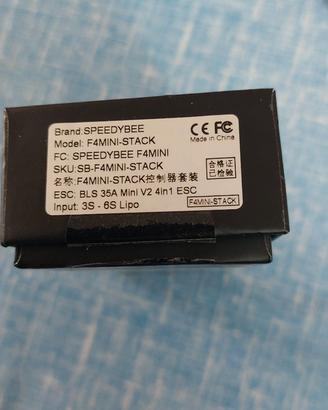 Brand:SPEEDYBEE
Model: F4MINI-STACK
FC: SPEEDYBEE F4MINI
SKU:SB-F4MINI-STACK
名称:F4MINI-STACK控制器套装
ESC: BLS 35A Mini V2 4in1 ESC
Input: 3S - 6S Lipo
CE FC
Made in China
合格证
已检验
F4MINI-STACK